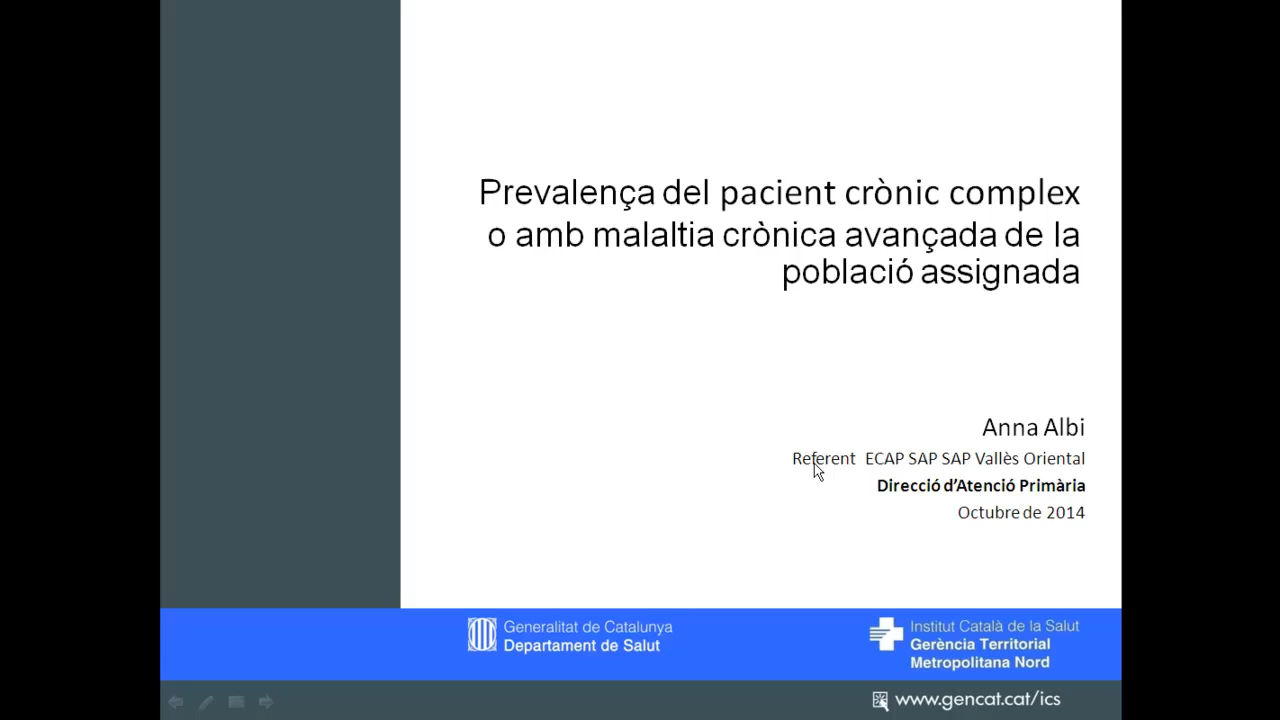 Prevalença del pacient crònic complex
o amb malaltia crònica avançada de la
població assignada
Anna Albi
Referent ECAP SAP SAP Vallès Oriental
Direcció d'Atenció Primària
Octubre de 2014
Generalitat de Catalunya
Departament de Salut
Institut Català de la Salut
Gerència Territorial
Metropolitana Nord
www.gencat.cat/ics